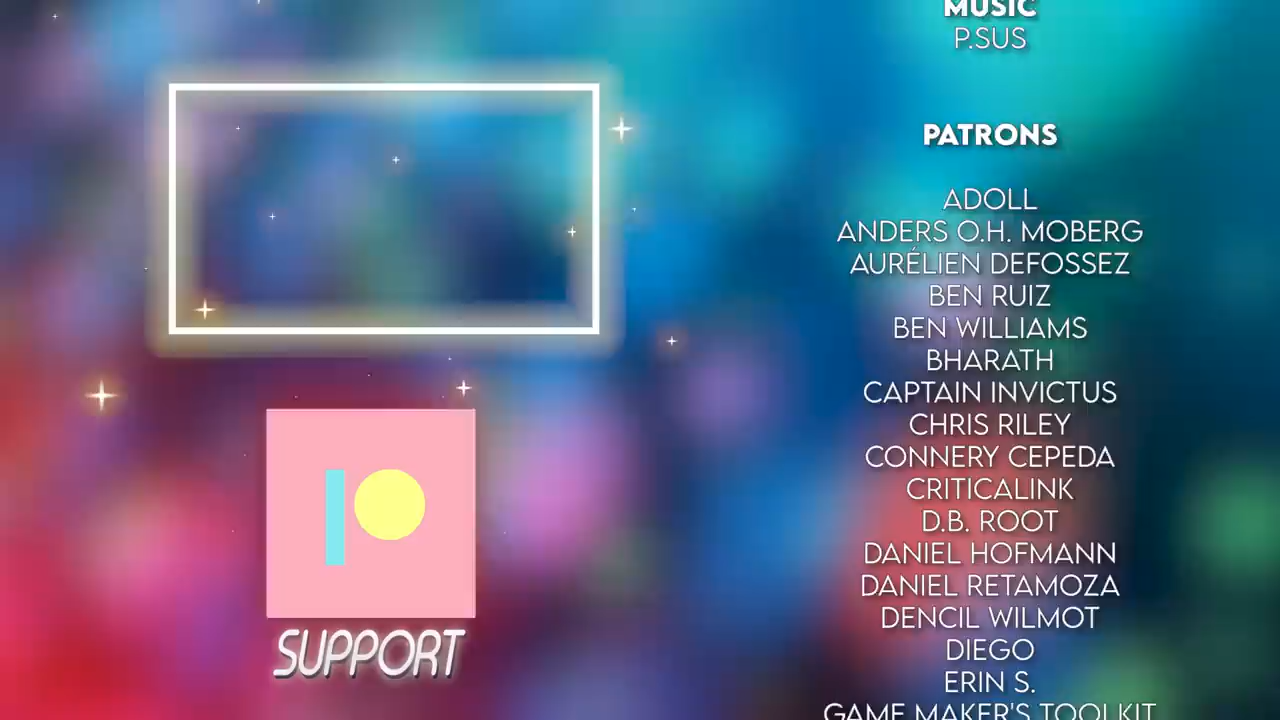 MUSIC
P.SUS
PATRONS
ADOLL
ANDERS O.H. MOBERG
AURÉLIEN DEFOSSEZ
BEN RUIZ
BEN WILLIAMS
BHARATH
CAPTAIN INVICTUS
CHRIS RILEY
CONNERY CEPEDA
CRITICALINK
D.B. ROOT
DANIEL HOFMANN
DANIEL RETAMOZA
DENCIL WILMOT
DIEGO
ERIN S.
GAME MAKER'S TOOLKIT
SUPPORT